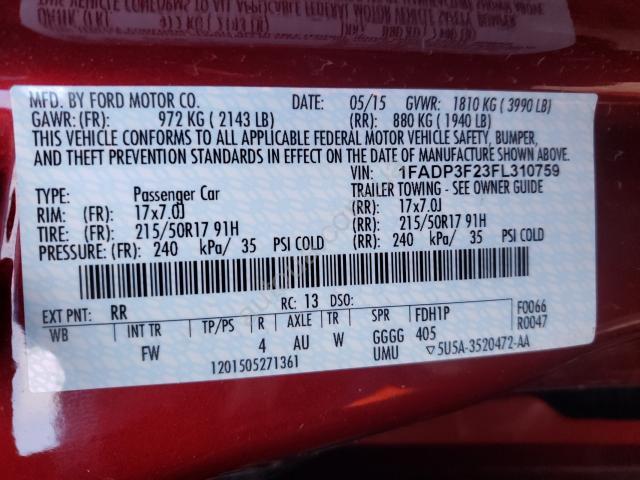 MFD. BY FORD MOTOR CO. DATE: 05/15 GVWR: 1810 KG ( 3990 LB)
GAWR: (FR): 972 KG ( 2143 LB) (RR): 880 KG ( 1940 LB)
THIS VEHICLE CONFORMS TO ALL APPLICABLE FEDERAL MOTOR VEHICLE SAFETY, BUMPER,
AND THEFT PREVENTION STANDARDS IN EFFECT ON THE DATE OF MANUFACTURE SHOWN ABOVE.
VIN: 1FADP3F23FL310759
TYPE: Passenger Car TRAILER TOWING - SEE OWNER GUIDE
RIM: (FR): 17x7.0J (RR): 17x7.0J
TIRE: (FR): 215/50R17 91H (RR): 215/50R17 91H
PRESSURE: (FR): 240 kPa/ 35 PSI COLD (RR): 240 kPa/ 35 PSI COLD
EXT PNT: RR RC: 13 DSO:
WB INT TR TP/PS R AXLE TR SPR FDH1P F0066
FW 4 AU W GGGG 405 R0047
UMU ▽5U5A-3520472-AA
1201505271361